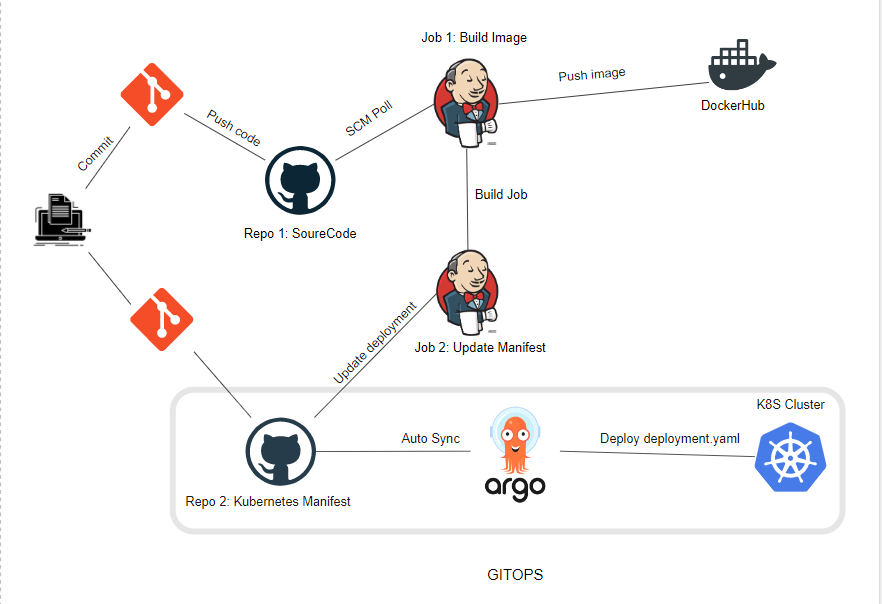 Job 1: Build Image
Push image
DockerHub
SCM Poll
Push code
Commit
Build Job
Repo 1: SoureCode
Update deployment
Job 2: Update Manifest
K8S Cluster
Auto Sync
Deploy deployment.yaml
argo
Repo 2: Kubernetes Manifest
GITOPS